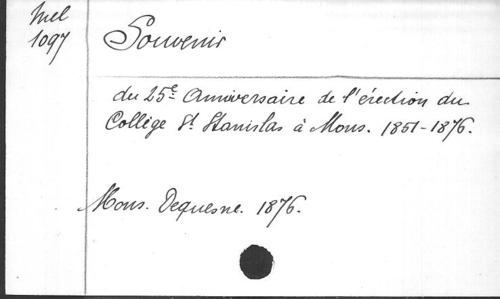 Mel
1097
Souvenir
du 25e Anniversaire de l'érection du
Collège St Stanislas à Mons. 1851-1876.
Mons. Dequesne. 1876.